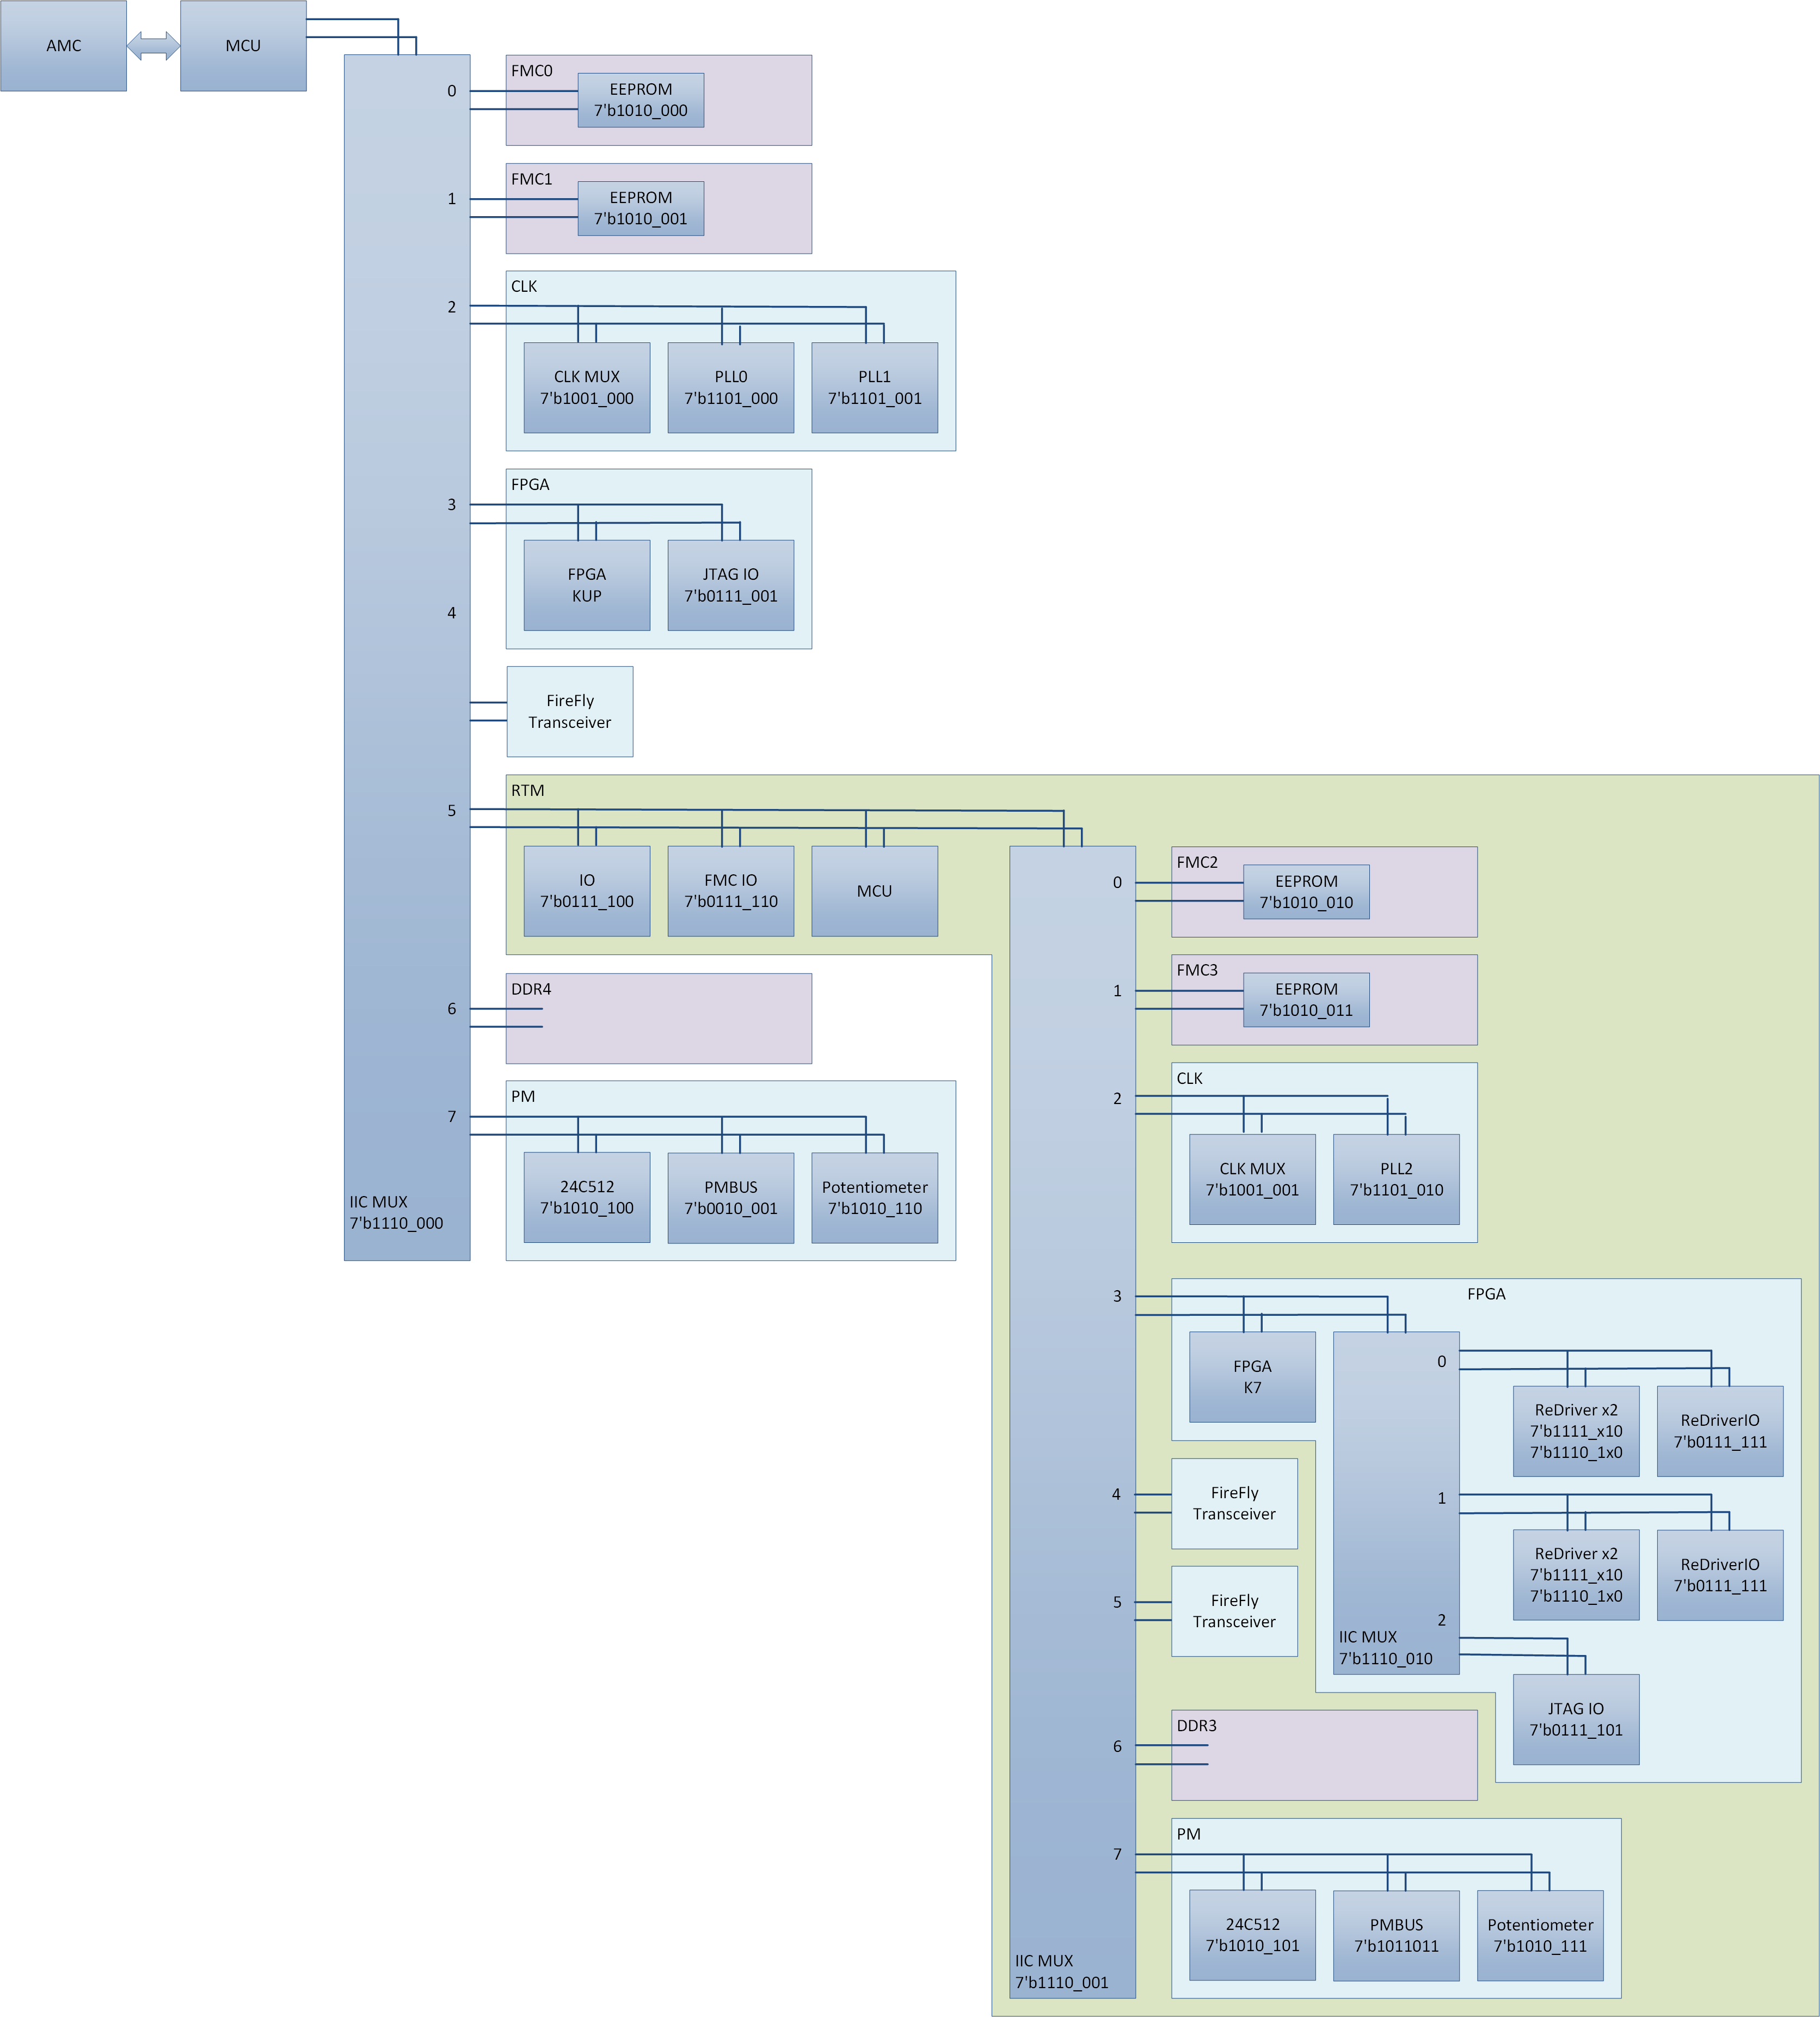 AMC
MCU
0
FMC0
EEPROM
7'b1010_000
1
FMC1
EEPROM
7'b1010_001
2
CLK
CLK MUX
7'b1001_000
PLL0
7'b1101_000
PLL1
7'b1101_001
3
FPGA
FPGA
KUP
JTAG IO
7'b0111_001
4
FireFly
Transceiver
5
RTM
IO
7'b0111_100
FMC IO
7'b0111_110
MCU
6
DDR4
7
PM
24C512
7'b1010_100
PMBUS
7'b0010_001
Potentiometer
7'b1010_110
IIC MUX
7'b1110_000
0
FMC2
EEPROM
7'b1010_010
1
FMC3
EEPROM
7'b1010_011
2
CLK
CLK MUX
7'b1001_001
PLL2
7'b1101_010
3
FPGA
FPGA
K7
0
ReDriver x2
7'b1111_x10
7'b1110_1x0
ReDriverIO
7'b0111_111
1
ReDriver x2
7'b1111_x10
7'b1110_1x0
ReDriverIO
7'b0111_111
2
IIC MUX
7'b1110_010
JTAG IO
7'b0111_101
4
FireFly
Transceiver
5
FireFly
Transceiver
6
DDR3
7
PM
24C512
7'b1010_101
PMBUS
7'b1011011
Potentiometer
7'b1010_111
IIC MUX
7'b1110_001